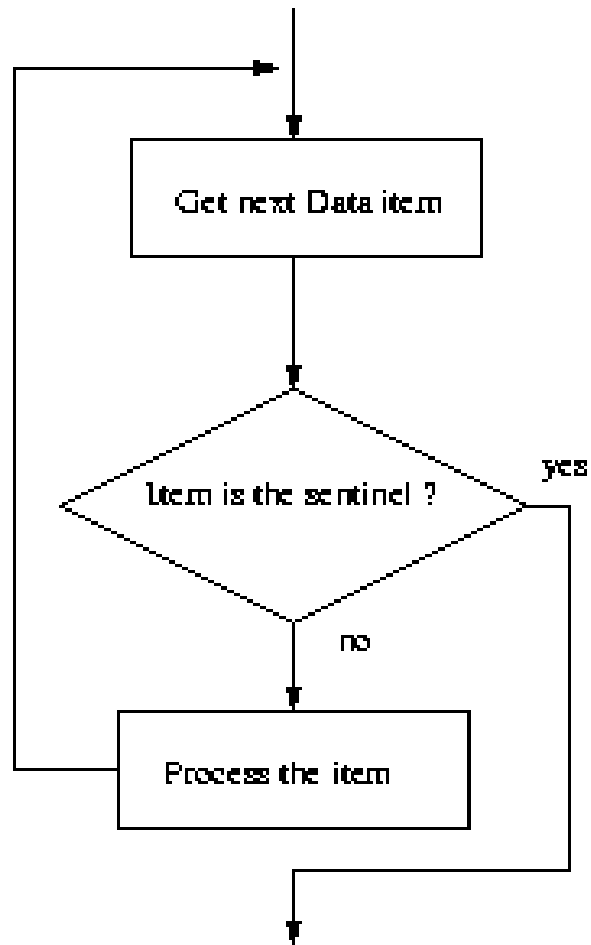 Get next Data item
Item is the sentinel ?
yes
no
Process the item